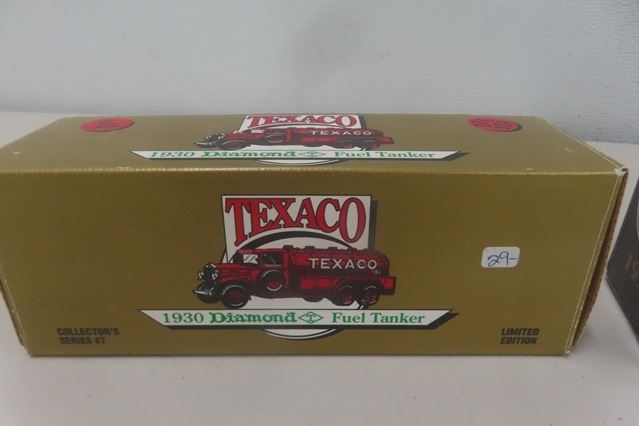 TEXACO
TEXACO
1930 Diamond T Fuel Tanker
TEXACO
TEXACO
29-
1930 Diamond T Fuel Tanker
COLLECTOR'S
SERIES #7
LIMITED
EDITION